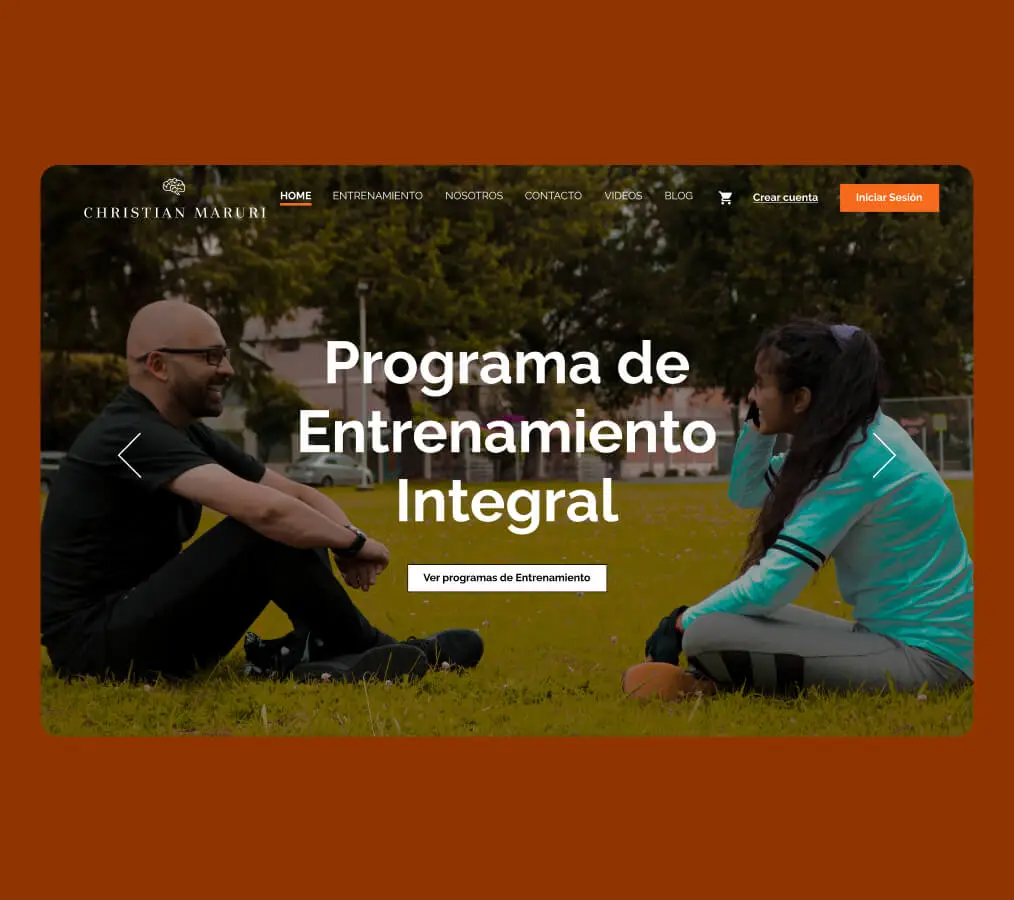 CHRISTIAN MARURI
HOME ENTRENAMIENTO NOSOTROS CONTACTO VIDEOS BLOG Crear cuenta Iniciar Sesión
Programa de
Entrenamiento
Integral
Ver programas de Entrenamiento